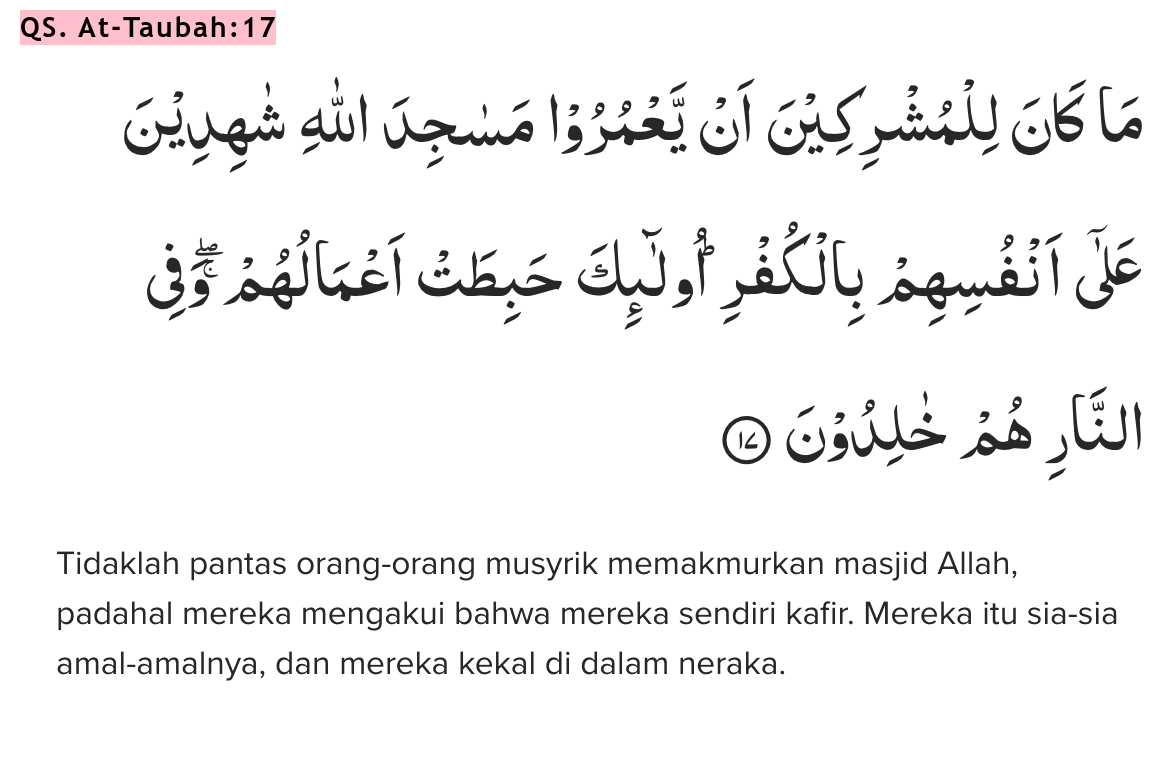 QS. At-Taubah:17
مَا كَانَ لِلْمُشْرِكِيْنَ اَنْ يَّعْمُرُوْا مَسٰجِدَ اللّٰهِ شٰهِدِيْنَ
عَلٰٓى اَنْفُسِهِمْ بِالْكُفْرِۗ اُولٰۤىِٕكَ حَبِطَتْ اَعْمَالُهُمْۚ وَፍِى
النَّارِ هُمْ خٰلِدُوْنَ ١٧
Tidaklah pantas orang-orang musyrik memakmurkan masjid Allah,
padahal mereka mengakui bahwa mereka sendiri kafir. Mereka itu sia-sia
amal-amalnya, dan mereka kekal di dalam neraka.